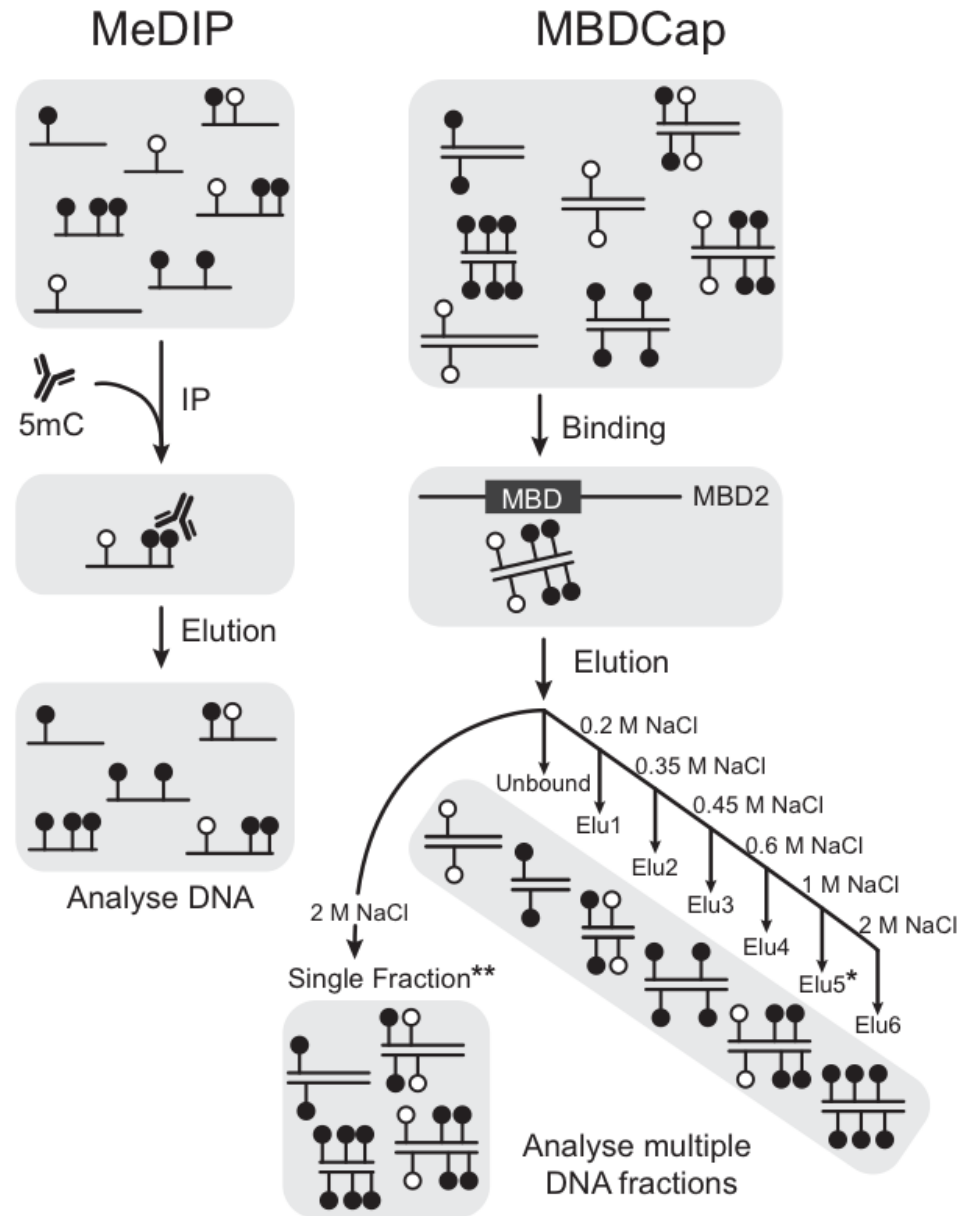 MeDIP
IP
5mC
Elution
Analyse DNA
MBDCap
Binding
MBD
MBD2
Elution
0.2 M NaCl
0.35 M NaCl
0.45 M NaCl
0.6 M NaCl
1 M NaCl
2 M NaCl
Unbound
Elu1
Elu2
Elu3
Elu4
Elu5*
Elu6
2 M NaCl
Single Fraction**
Analyse multiple
DNA fractions